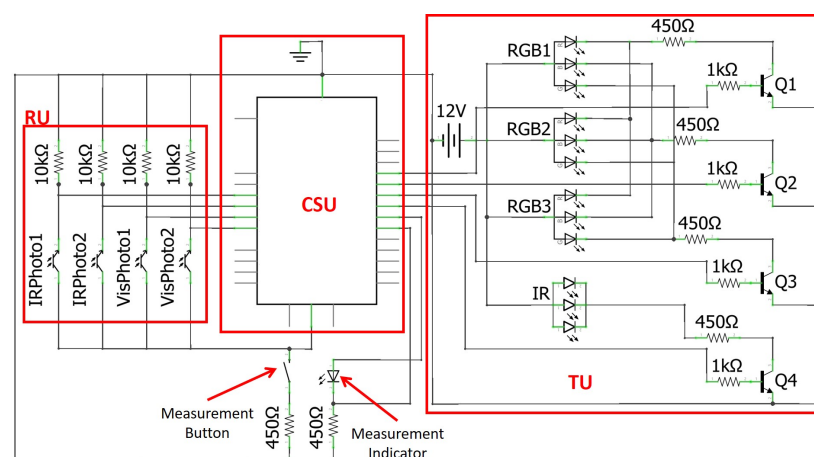 450Ω
RGB1
1kΩ
Q1
RU
12V
RGB2
450Ω
10kΩ
10kΩ
10kΩ
10kΩ
CSU
1kΩ
Q2
RGB3
450Ω
IRPhoto1
IRPhoto2
VisPhoto1
VisPhoto2
1kΩ
Q3
IR
450Ω
1kΩ
TU
Q4
Measurement
Button
450Ω
450Ω
Measurement
Indicator